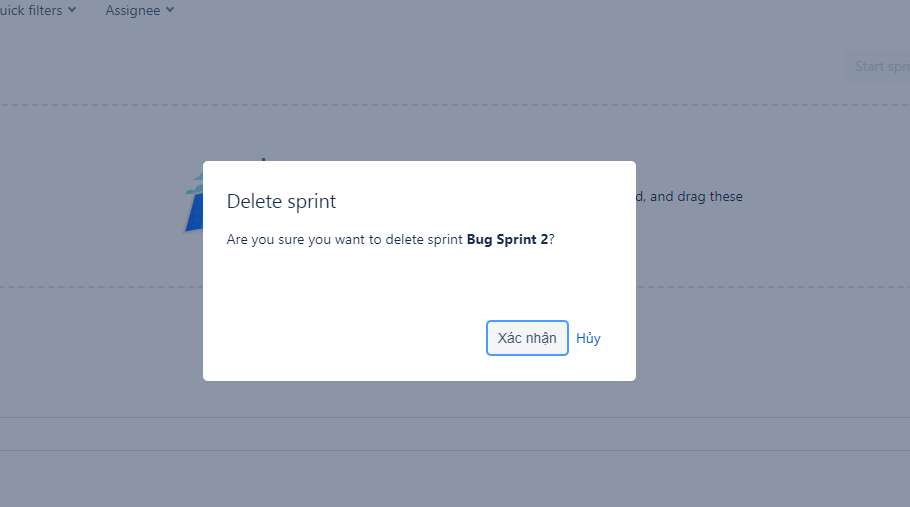 uick filters Assignee
Start spri
d, and drag these
Delete sprint
Are you sure you want to delete sprint Bug Sprint 2?
Xác nhận Hủy